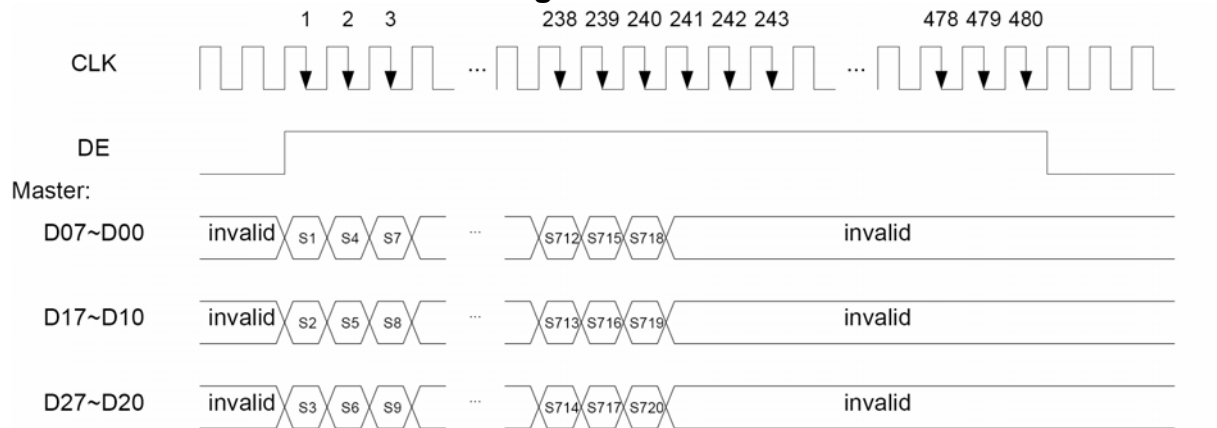 1 2 3 238 239 240 241 242 243 478 479 480
CLK ... ...
DE
Master:
D07~D00 invalid S1 S4 S7 ... S712 S715 S718 invalid
D17~D10 invalid S2 S5 S8 ... S713 S716 S719 invalid
D27~D20 invalid S3 S6 S9 ... S714 S717 S720 invalid